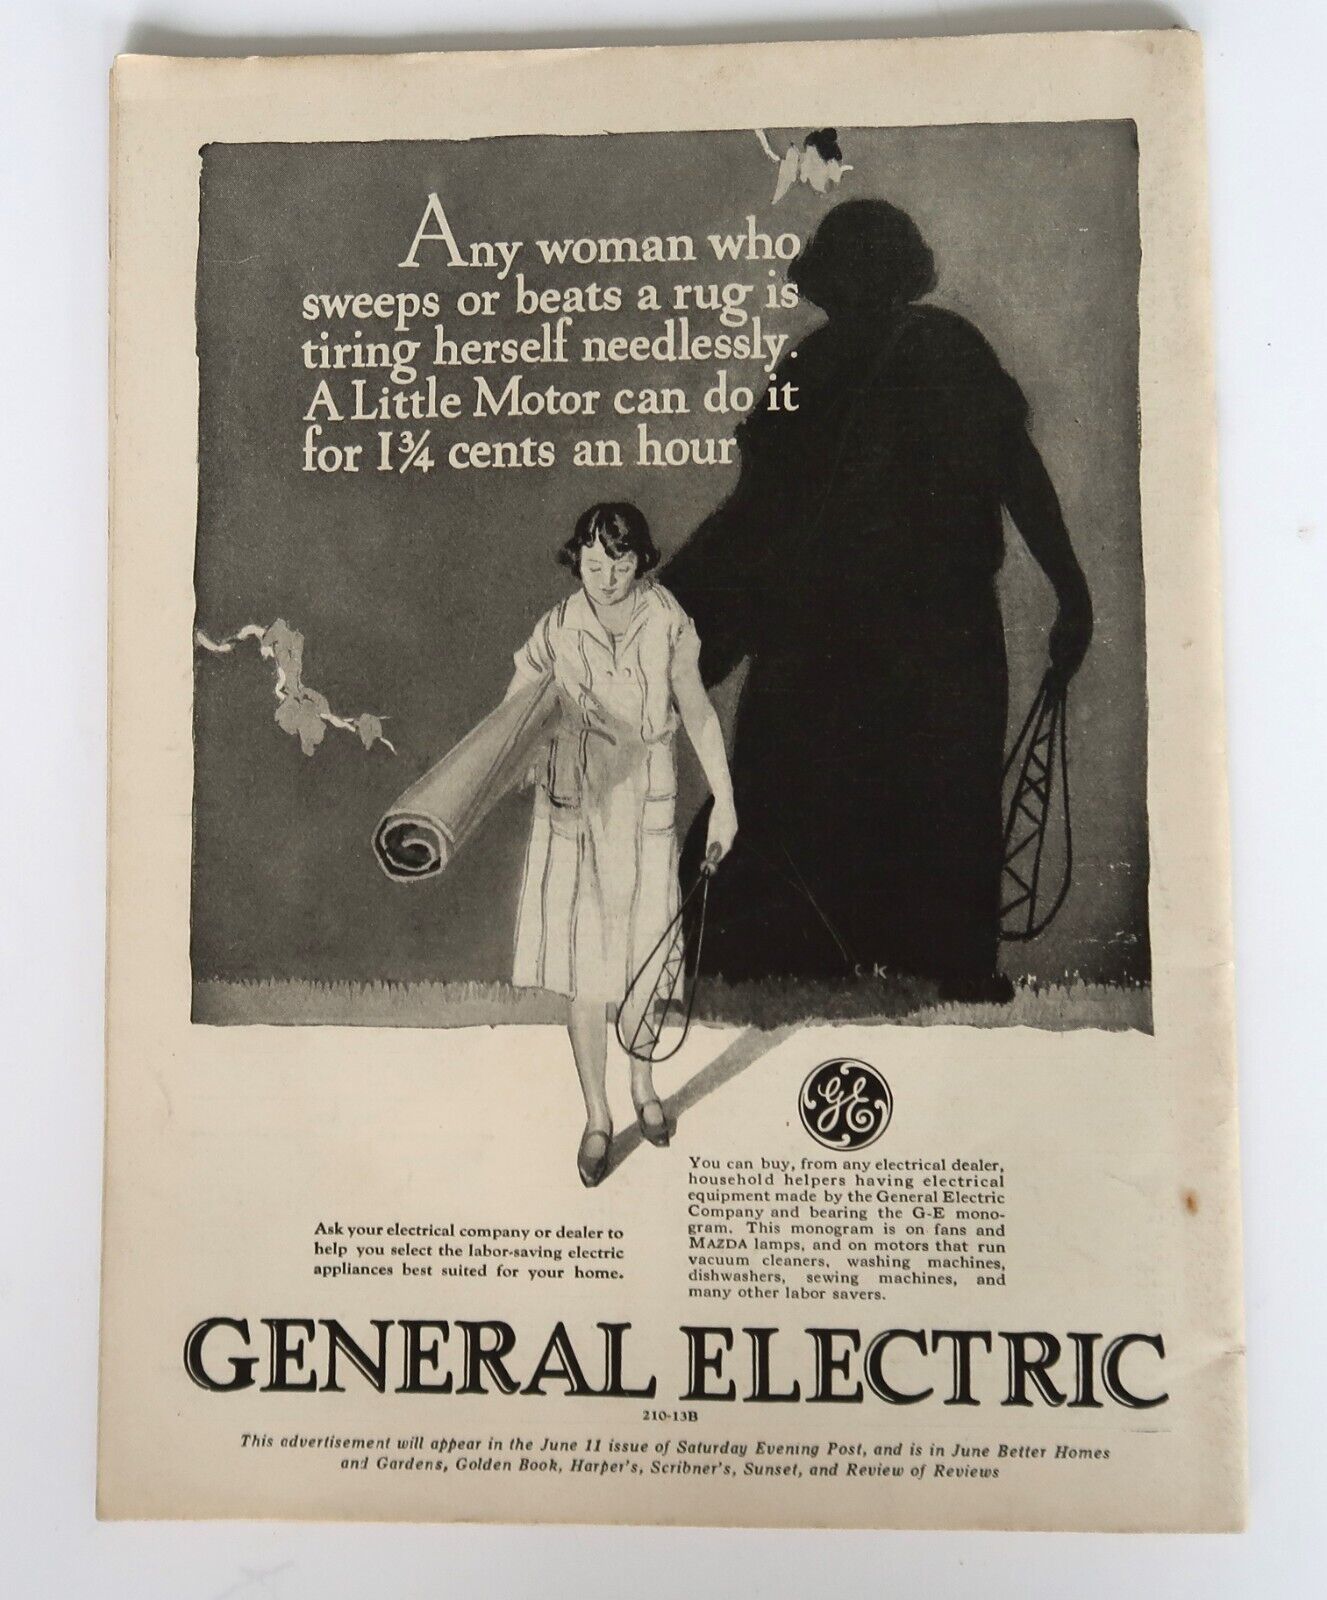 Any woman who
sweeps or beats a rug is
tiring herself needlessly.
A Little Motor can do it
for 1¾ cents an hour
GE
You can buy, from any electrical dealer,
household helpers having electrical
equipment made by the General Electric
Company and bearing the G-E mono-
gram. This monogram is on fans and
MAZDA lamps, and on motors that run
vacuum cleaners, washing machines,
dishwashers, sewing machines, and
many other labor savers.
Ask your electrical company or dealer to
help you select the labor-saving electric
appliances best suited for your home.
GENERAL ELECTRIC
210-13B
This advertisement will appear in the June 11 issue of Saturday Evening Post, and is in June Better Homes
and Gardens, Golden Book, Harper's, Scribner's, Sunset, and Review of Reviews